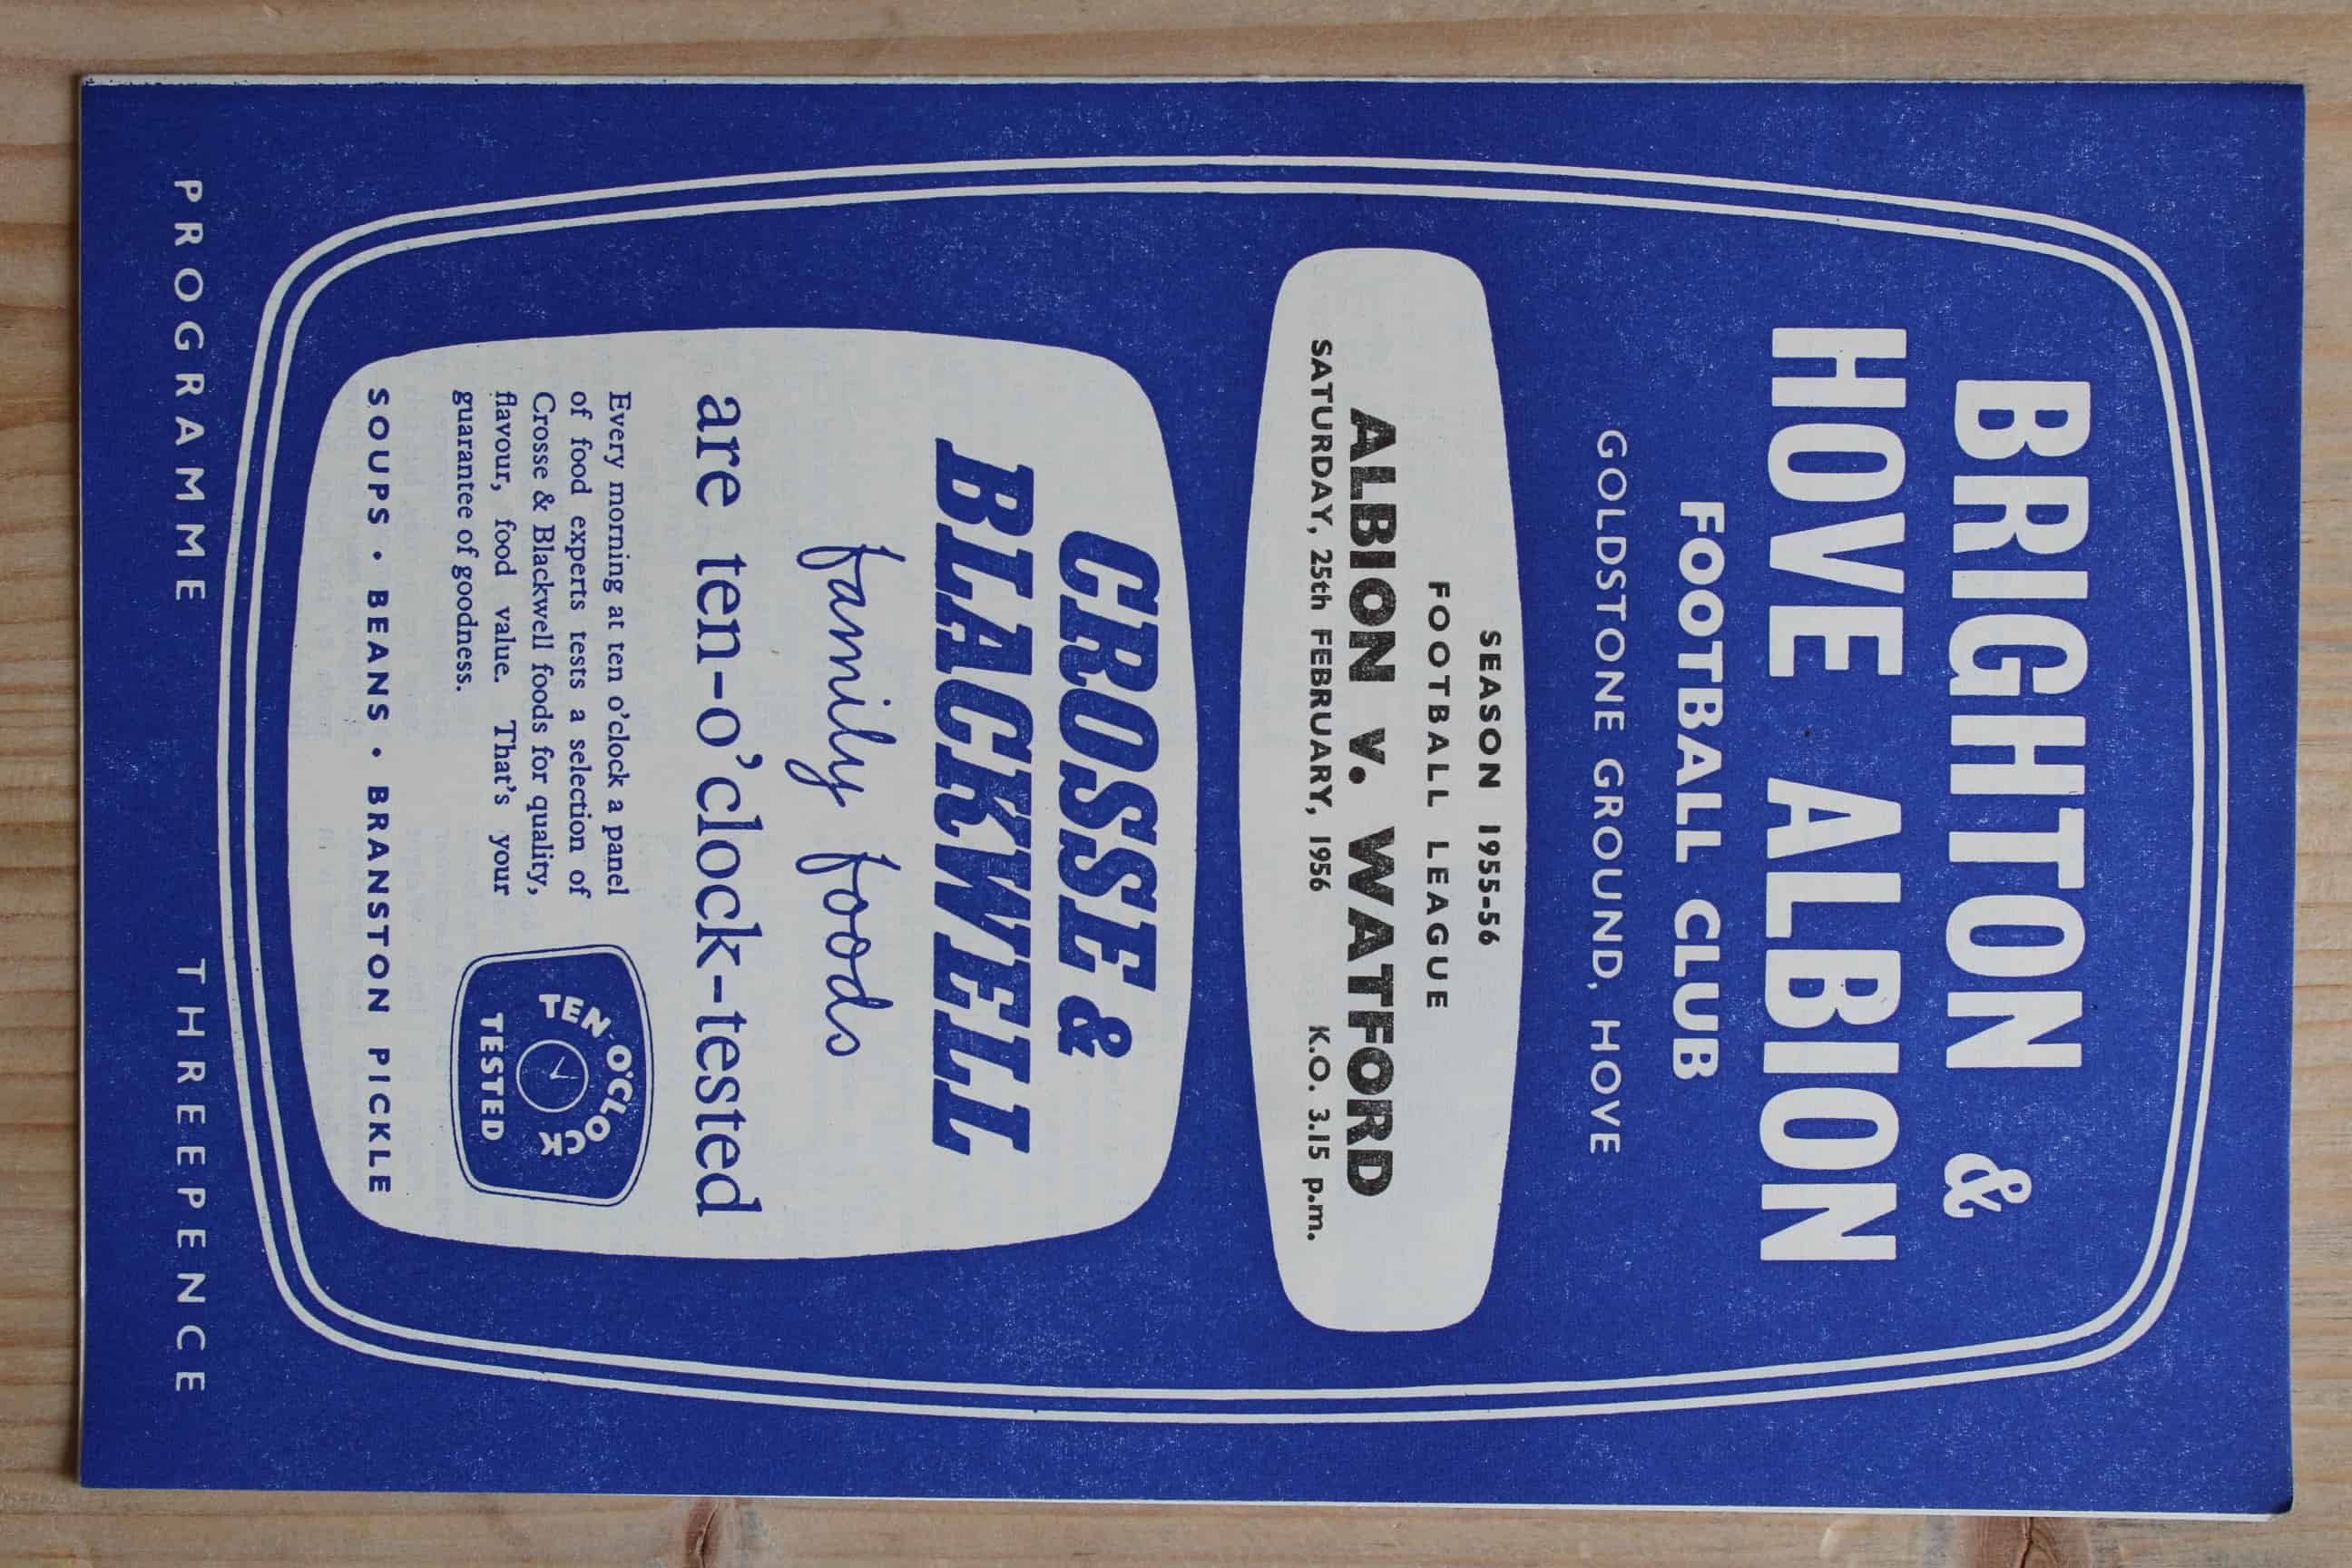 BRIGHTON &
HOVE ALBION
FOOTBALL CLUB
GOLDSTONE GROUND, HOVE
SEASON 1955-56
FOOTBALL LEAGUE
ALBION v. WATFORD
SATURDAY, 25th FEBRUARY, 1956 K.O. 3.15 p.m.
CROSSE &
BLACKWELL
family foods
are ten-o'clock-tested
Every morning at ten o'clock a panel
of food experts tests a selection of
Crosse & Blackwell foods for quality,
flavour, food value. That's your
guarantee of goodness.
TEN-O'CLOCK
TESTED
SOUPS • BEANS • BRANSTON PICKLE
PROGRAMME THREEPENCE